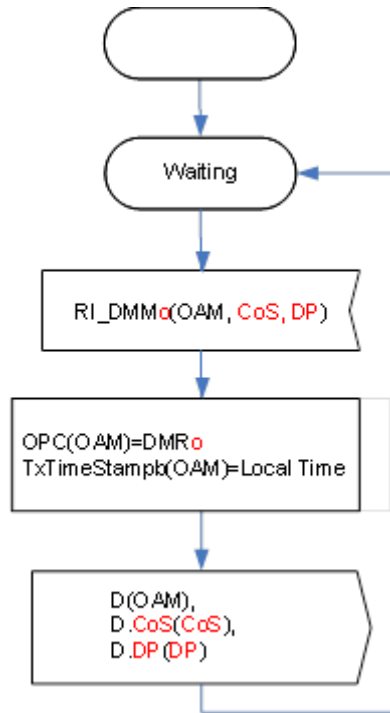 Waiting
RI_DMMo(OAM, CoS, DP)
OPC(OAM)=DMRo
TxTimeStampb(OAM)=Local Time
D(OAM),
D.CoS(CoS),
D.DP(DP)